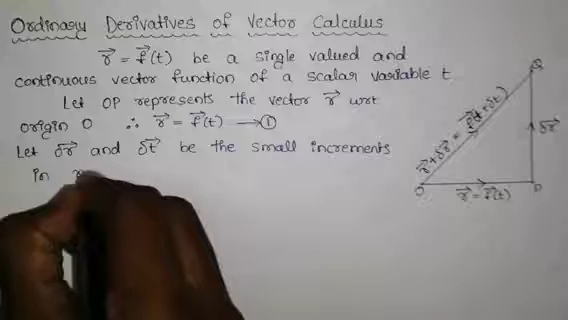 Ordinary Derivatives of Vector Calculus
r⃗ = f⃗(t) be a single valued and
continuous vector function of a scalar variable t
Let OP represents the vector r⃗ wrt
origin O ∴ r⃗ = f⃗(t) → ①
Let δr⃗ and δt⃗ be the small increments
in
Q
r⃗ + δr⃗ = f⃗(t + δt)
δr⃗
O
r⃗ = f⃗(t)